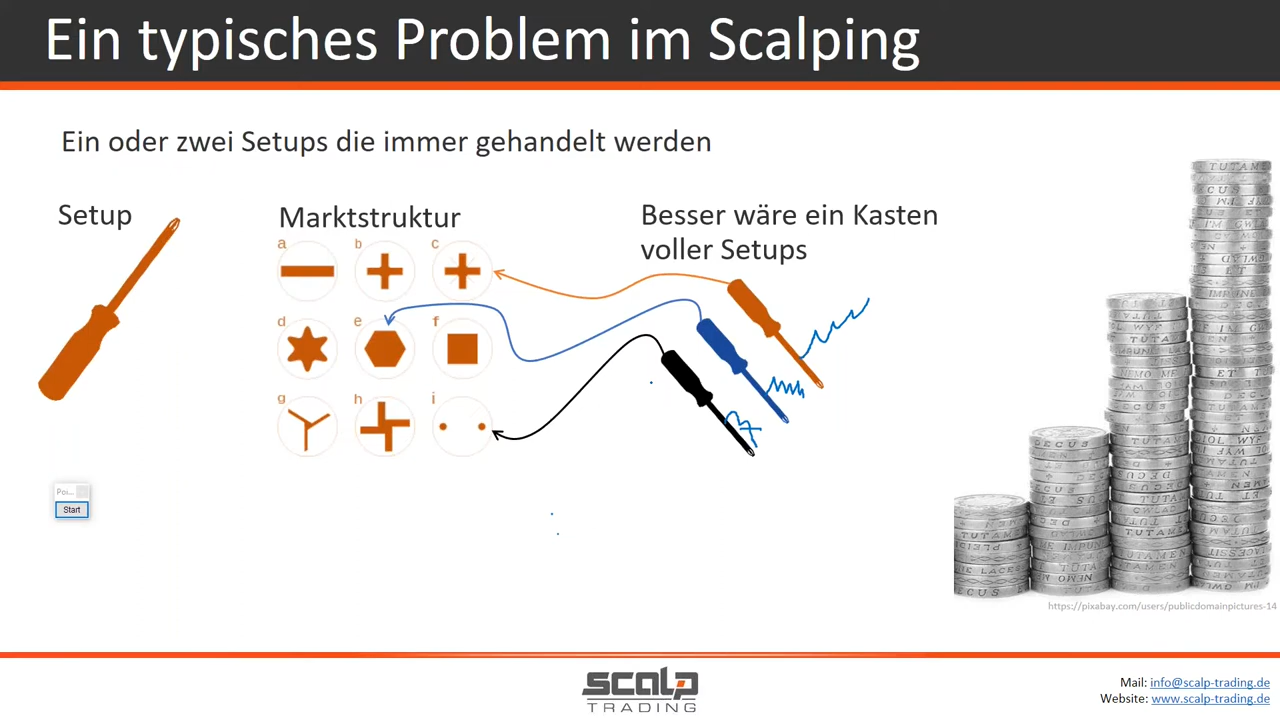 Ein typisches Problem im Scalping
Ein oder zwei Setups die immer gehandelt werden
Setup
Marktstruktur
Besser wäre ein Kasten
voller Setups
a b c
d e f
g h i
Poi...
Start
https://pixabay.com/users/publicdomainpictures-14
SCALP
TRADING
Mail: info@scalp-trading.de
Website: www.scalp-trading.de